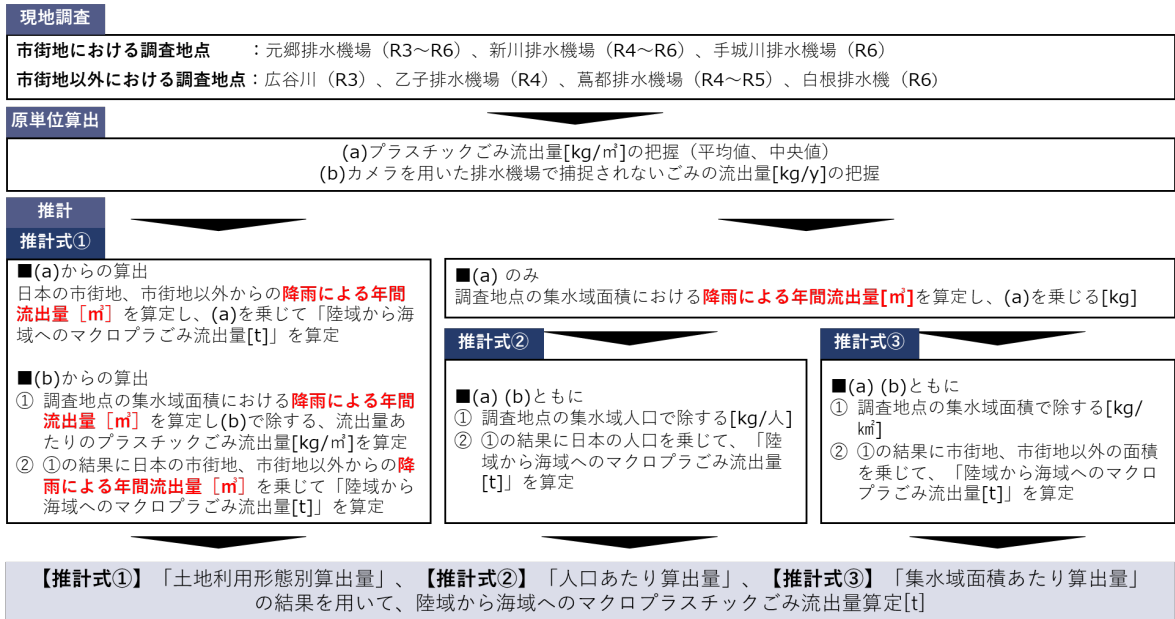 現地調査
市街地における調査地点　　：元郷排水機場（R3～R6）、新川排水機場（R4～R6）、手城川排水機場（R6）
市街地以外における調査地点：広谷川（R3）、乙子排水機場（R4）、蔦都排水機場（R4～R5）、白根排水機（R6）
原単位算出
(a)プラスチックごみ流出量[kg/㎥]の把握（平均値、中央値）
(b)カメラを用いた排水機場で捕捉されないごみの流出量[kg/y]の把握
推計
推計式①
■(a)からの算出
日本の市街地、市街地以外からの降雨による年間
流出量［㎥］を算定し、(a)を乗じて「陸域から海
域へのマクロプラごみ流出量[t]」を算定
■(b)からの算出
① 調査地点の集水域面積における降雨による年間
流出量［㎥］を算定し(b)で除する、流出量あ
たりのプラスチックごみ流出量[kg/㎥]を算定
② ①の結果に日本の市街地、市街地以外からの降
雨による年間流出量［㎥］を乗じて「陸域から
海域へのマクロプラごみ流出量[t]」を算定
■(a) のみ
調査地点の集水域面積における降雨による年間流出量[㎥]を算定し、(a)を乗じる[kg]
推計式②
■(a) (b)ともに
① 調査地点の集水域人口で除する[kg/人]
② ①の結果に日本の人口を乗じて、「陸
域から海域へのマクロプラごみ流出量
[t]」を算定
推計式③
■(a) (b)ともに
① 調査地点の集水域面積で除する[kg/
㎢]
② ①の結果に市街地、市街地以外の面積
を乗じて、「陸域から海域へのマクロ
プラごみ流出量[t]」を算定
【推計式①】「土地利用形態別算出量」、【推計式②】「人口あたり算出量」、【推計式③】「集水域面積あたり算出量」
の結果を用いて、陸域から海域へのマクロプラスチックごみ流出量算定[t]